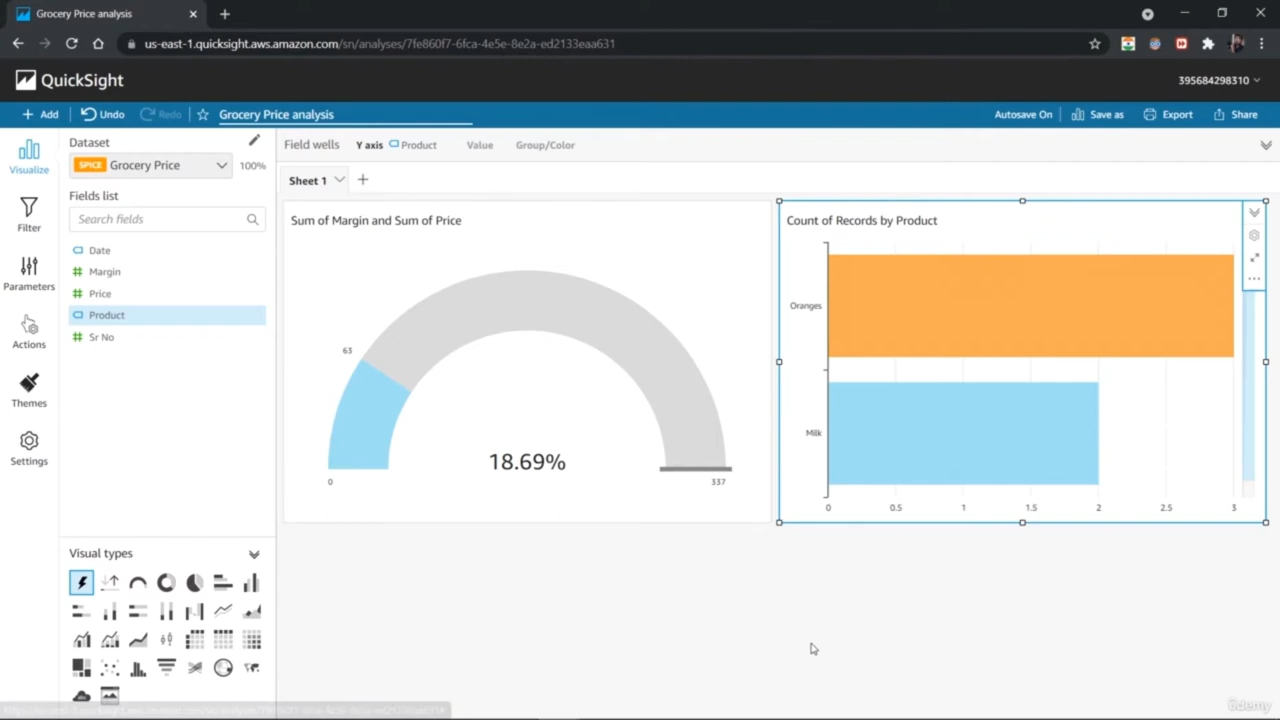 Grocery Price analysis
us-east-1.quicksight.aws.amazon.com/sn/analyses/7fe860f7-6fca-4e5e-8e2a-ed2133eaa631
QuickSight
395684298310
Add
Undo
Redo
Grocery Price analysis
Autosave On
Save as
Export
Share
Visualize
Filter
Parameters
Actions
Themes
Settings
Dataset
SPICE Grocery Price
100%
Fields list
Search fields
Date
Margin
Price
Product
Sr No
Visual types
Field wells
Y axis
Product
Value
Group/Color
Sheet 1
Sum of Margin and Sum of Price
63
18.69%
0
337
Count of Records by Product
Oranges
Milk
0
0.5
1
1.5
2
2.5
3
ûdemy